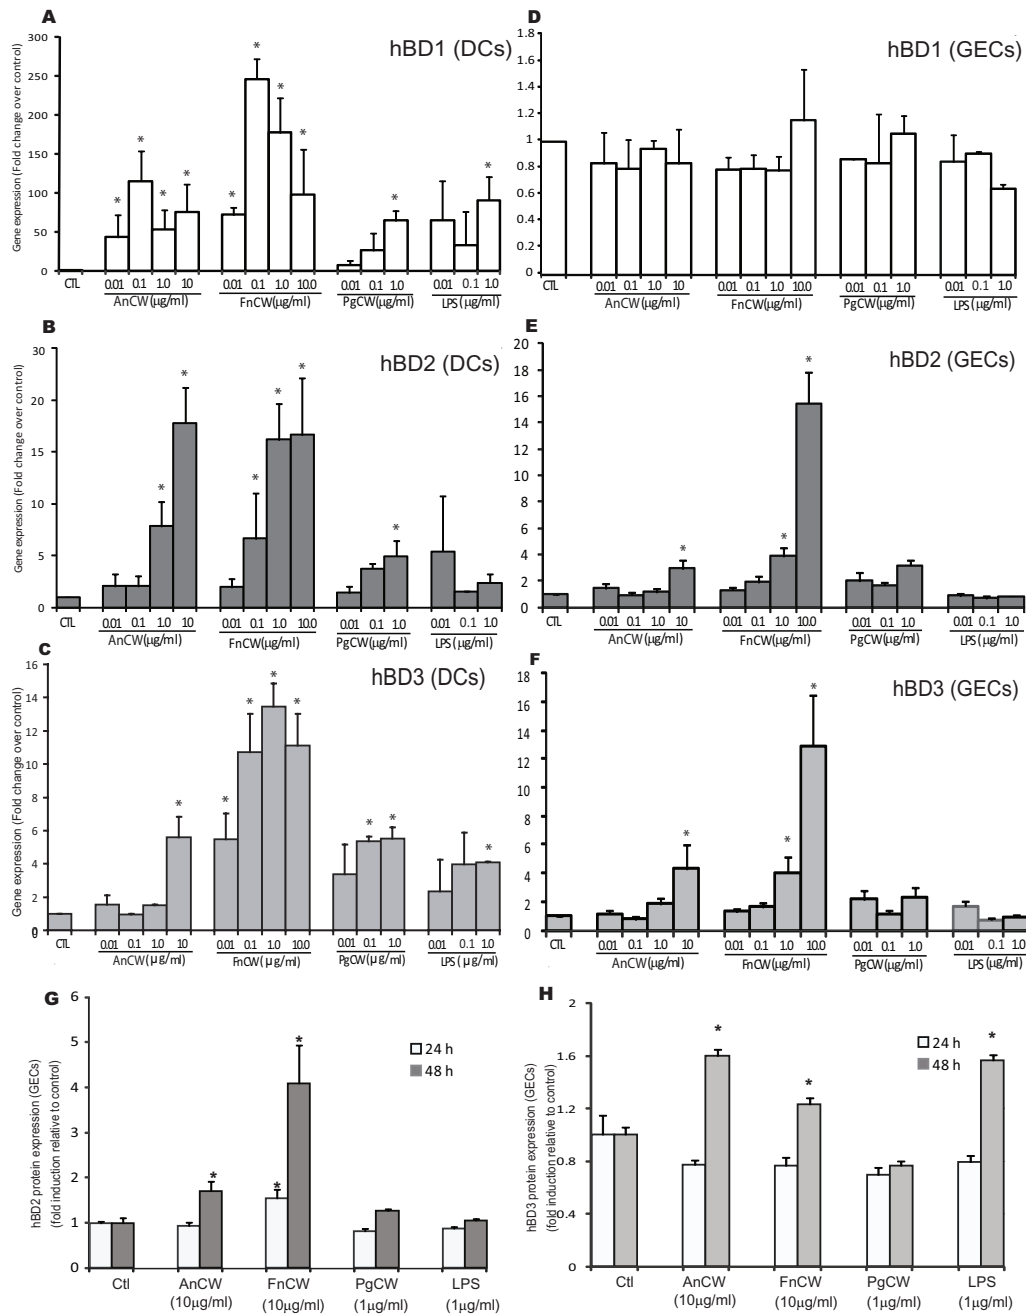 A
hBD1 (DCs)
Gene expression (Fold change over control)
300
250
200
150
100
50
0
CTL
0.01 0.1 1.0 10
0.01 0.1 1.0 10.0
0.01 0.1 1.0
0.01 0.1 1.0
AnCW(µg/ml)
FnCW(µg/ml)
PgCW(µg/ml)
LPS(µg/ml)
* * * * * * * * * *
D
hBD1 (GECs)
1.8
1.6
1.4
1.2
1
0.8
0.6
0.4
0.2
0
CTL
0.01 0.1 1.0 10
0.01 0.1 1.0 10.0
0.01 0.1 1.0
0.01 0.1 1.0
AnCW(µg/ml)
FnCW(µg/ml)
PgCW(µg/ml)
LPS(µg/ml)
B
hBD2 (DCs)
Gene expression (Fold change over control)
30
25
20
15
10
5
0
CTL
0.01 0.1 1.0 10
0.01 0.1 1.0 10.0
0.01 0.1 1.0
0.01 0.1 1.0
AnCW(µg/ml)
FnCW(µg/ml)
PgCW(µg/ml)
LPS(µg/ml)
* * * * * *
E
hBD2 (GECs)
20
18
16
14
12
10
8
6
4
2
0
CTL
0.01 0.1 1.0 10
0.01 0.1 1.0 10.0
0.01 0.1 1.0
0.01 0.1 1.0
AnCW(µg/ml)
FnCW(µg/ml)
PgCW(µg/ml)
LPS(µg/ml)
* * *
C
hBD3 (DCs)
Gene expression (Fold change over control)
16
14
12
10
8
6
4
2
0
CTL
0.01 0.1 1.0 10
0.01 0.1 1.0 10.0
0.01 0.1 1.0
0.01 0.1 1.0
AnCW(µg/ml)
FnCW(µg/ml)
PgCW(µg/ml)
LPS(µg/ml)
* * * * * * * *
F
hBD3 (GECs)
18
16
14
12
10
8
6
4
2
0
CTL
0.01 0.1 1.0 10
0.01 0.1 1.0 10.0
0.01 0.1 1.0
0.01 0.1 1.0
AnCW(µg/ml)
FnCW(µg/ml)
PgCW(µg/ml)
LPS(µg/ml)
* * *
G
hBD2 protein expression (GECs)
(fold induction relative to control)
6
5
4
3
2
1
0
24 h
48 h
Ctl
AnCW
(10µg/ml)
FnCW
(10µg/ml)
PgCW
(1µg/ml)
LPS
(1µg/ml)
* * *
H
hBD3 protein expression (GECs)
(fold induction relative to control)
2
1.6
1.2
0.8
0.4
0
24 h
48 h
Ctl
AnCW
(10µg/ml)
FnCW
(10µg/ml)
PgCW
(1µg/ml)
LPS
(1µg/ml)
* * *